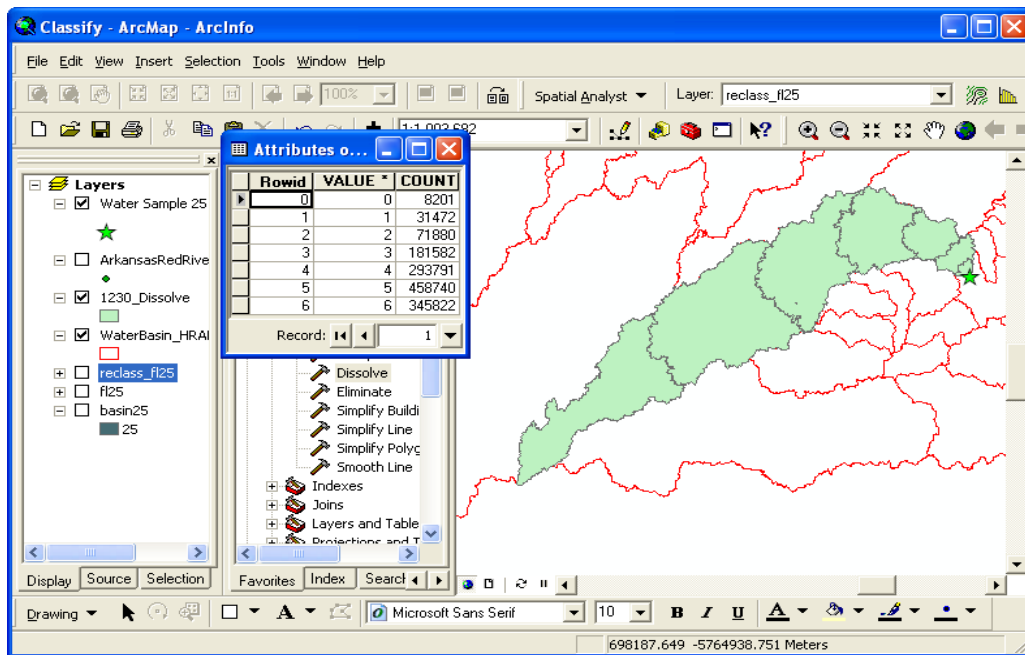 Classify - ArcMap - ArcInfo
File Edit View Insert Selection Tools Window Help
100% Spatial Analyst Layer: reclass_fl25
1:1,003,682
Attributes o...
Rowid VALUE * COUNT
0 0 8201
1 1 31472
2 2 71880
3 3 181582
4 4 293791
5 5 458740
6 6 345822
Record: 1
Layers
Water Sample 25
ArkansasRedRive
1230_Dissolve
WaterBasin_HRAI
reclass_fl25
fl25
basin25
25
Dissolve
Eliminate
Simplify Buildi
Simplify Line
Simplify Polyg
Smooth Line
Indexes
Joins
Layers and Table
Projections and T
Display Source Selection
Favorites Index Search
Drawing A Microsoft Sans Serif 10 B I U A
698187.649 -5764938.751 Meters